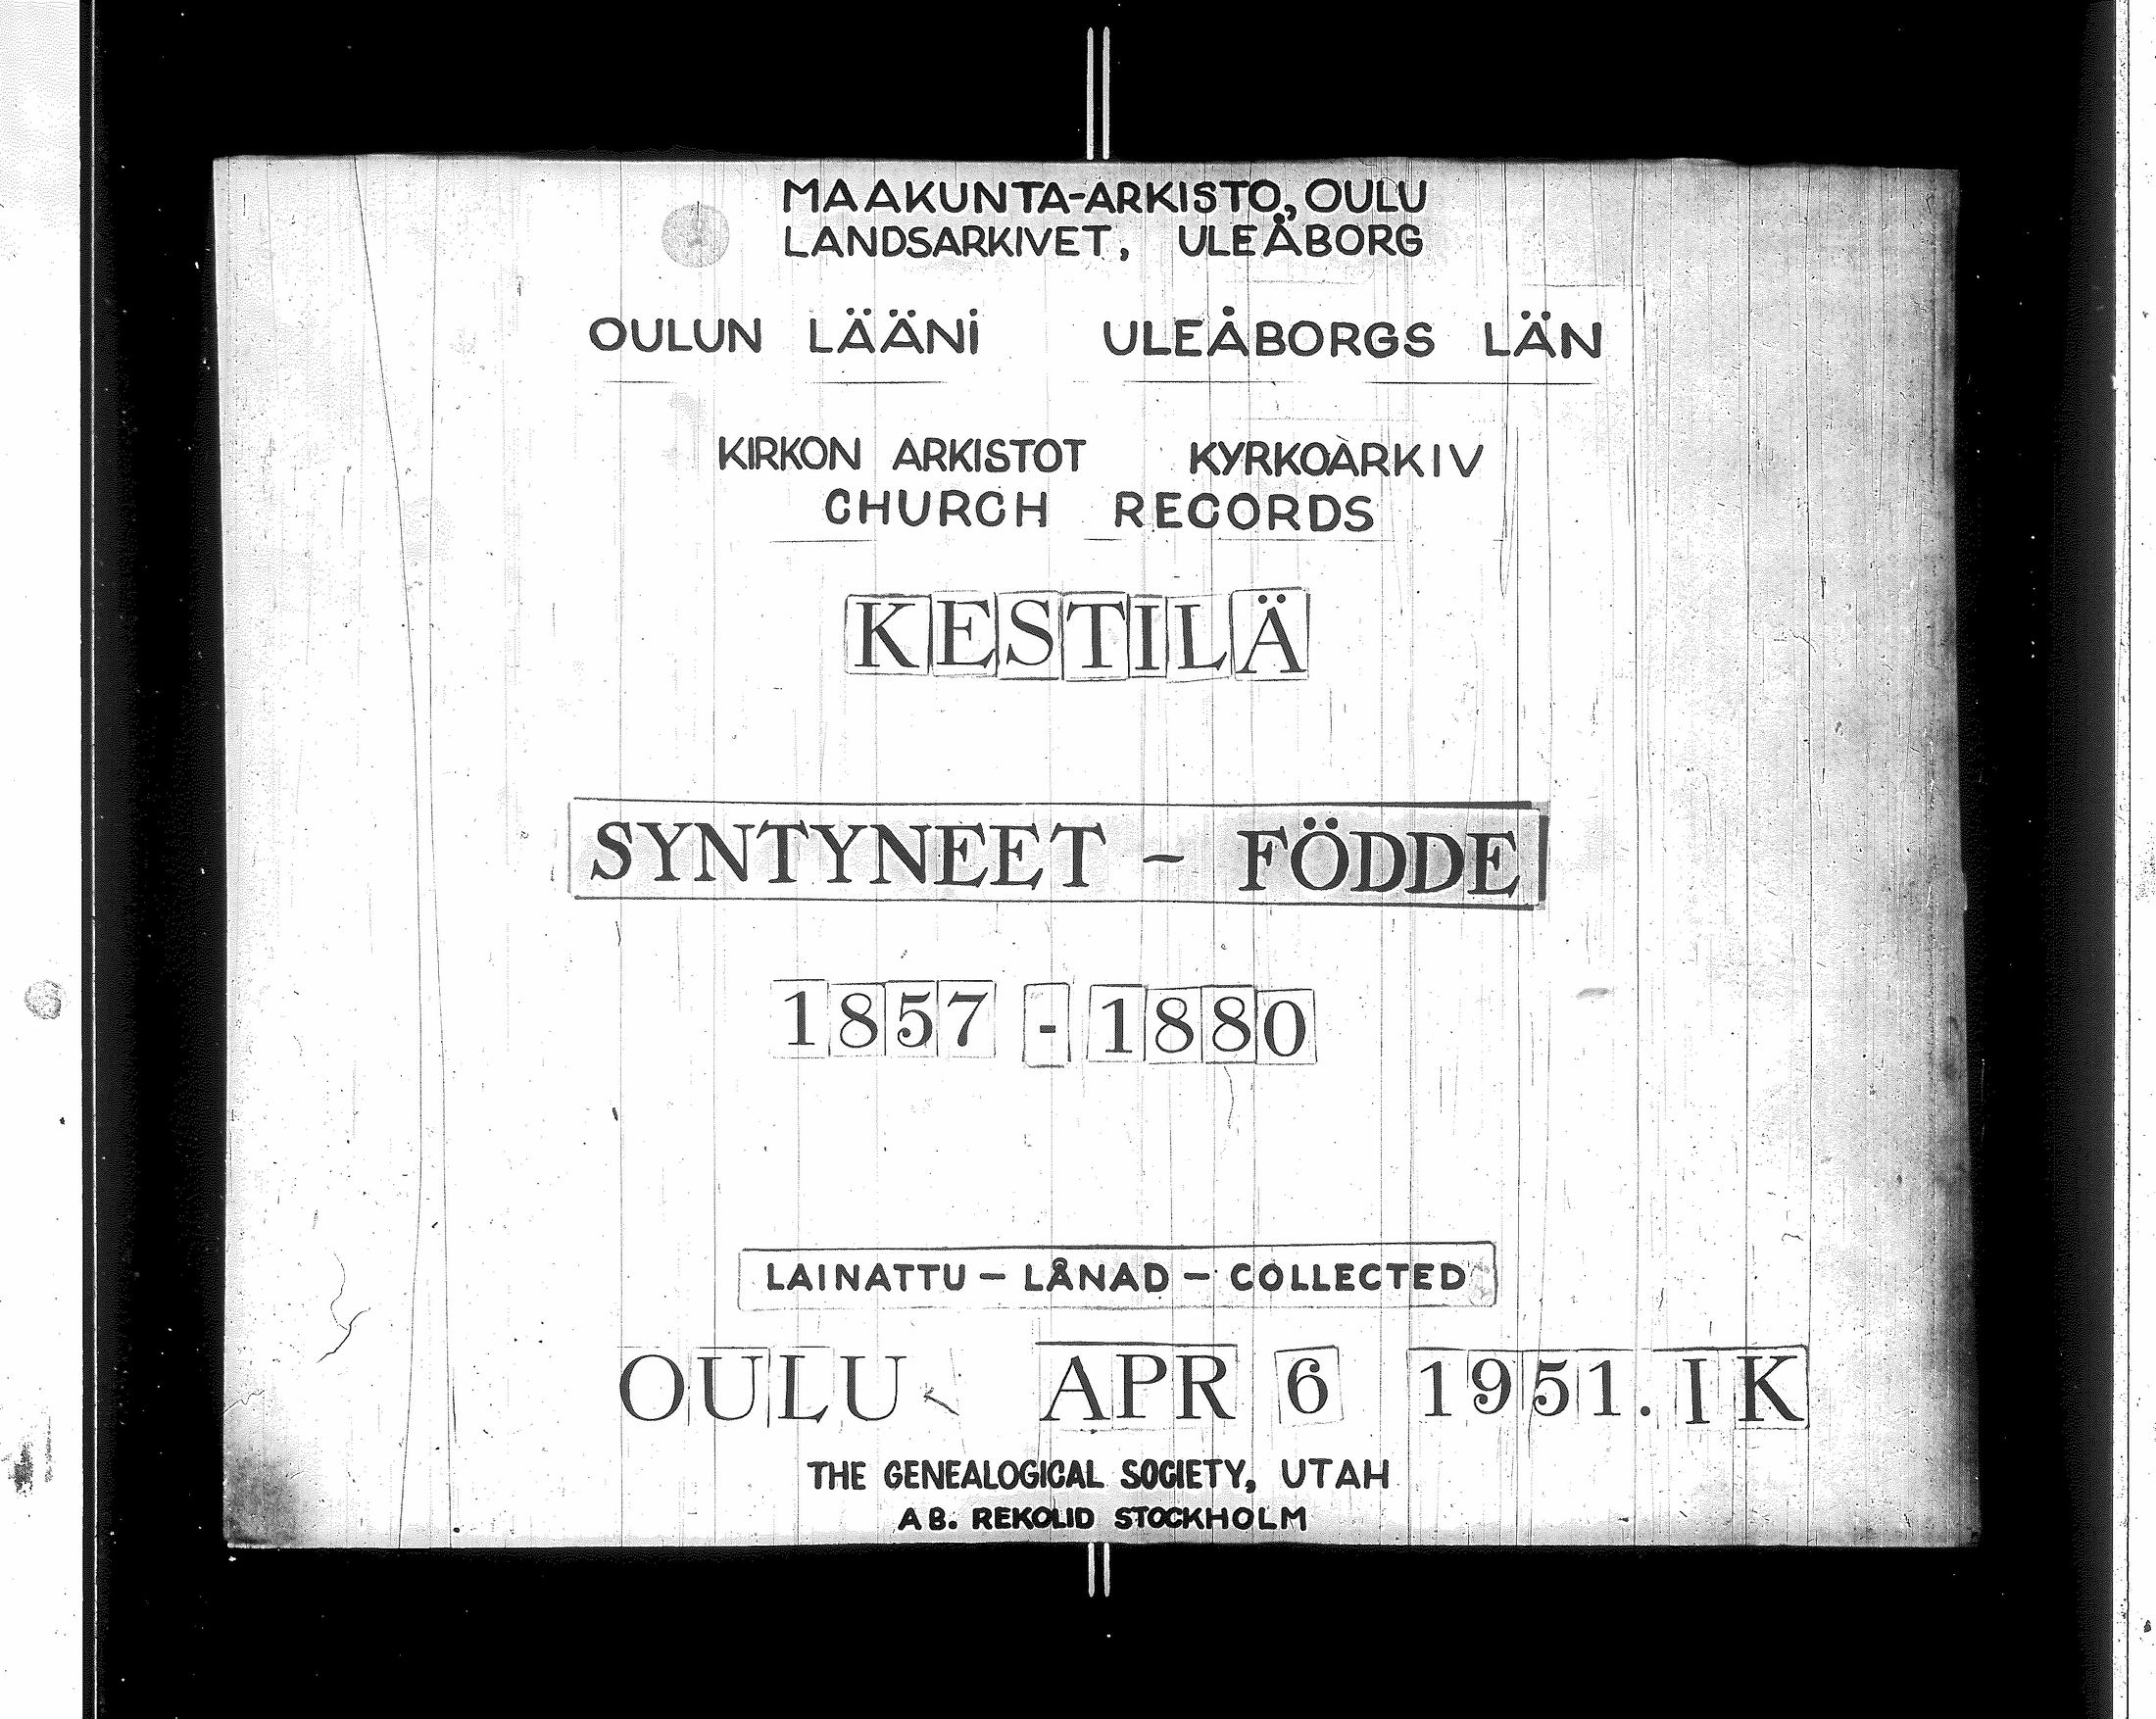 MAAKUNTA-ARKISTO, OULU
LANDSARKIVET, ULEÅBORG
OULUN LÄÄNI ULEÅBORGS LÄN
KIRKON ARKISTOT KYRKOARKIV
CHURCH RECORDS
KESTILÄ
SYNTYNEET - FÖDDE
1857 - 1880
LAINATTU - LÅNAD - COLLECTED
OULU APR 6 1951. I K
THE GENEALOGICAL SOCIETY, UTAH
AB. REKOLID STOCKHOLM